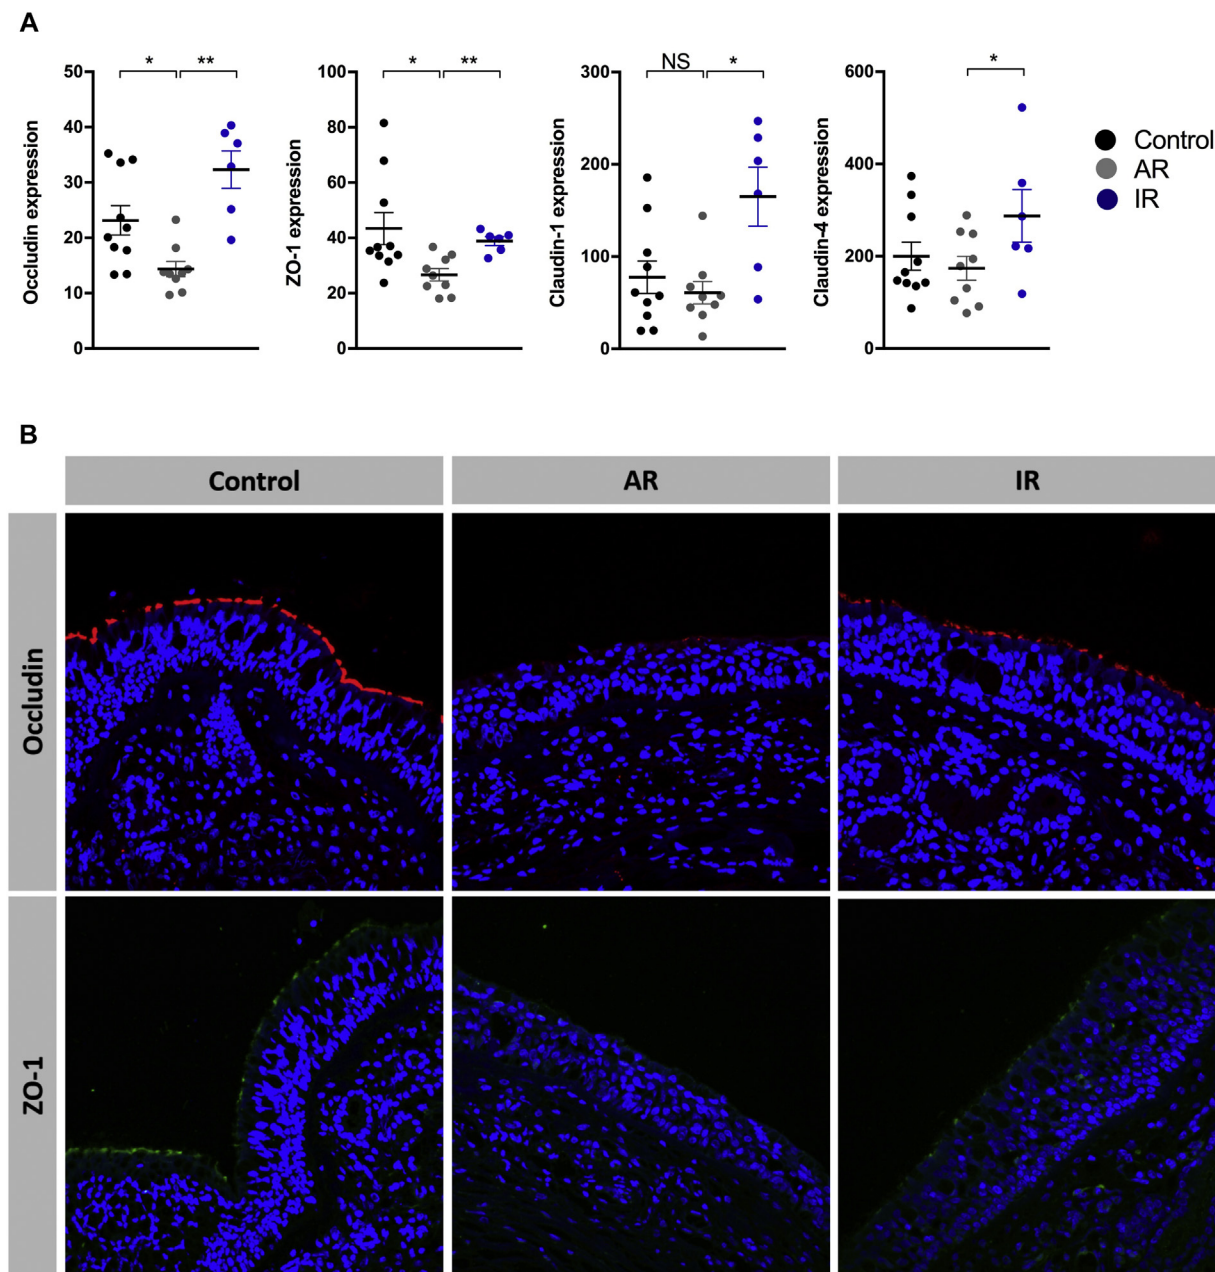 A
* **
Occludin expression
50
40
30
20
10
0
* **
ZO-1 expression
100
80
60
40
20
0
NS *
Claudin-1 expression
300
200
100
0
*
Claudin-4 expression
600
400
200
0
Control
AR
IR
B
Control AR IR
Occludin
ZO-1